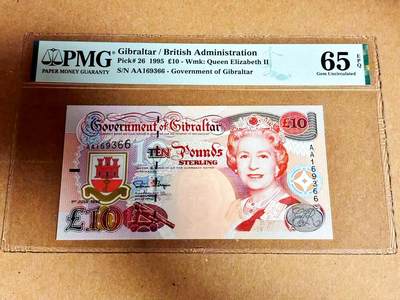 PMG
PAPER MONEY GUARANTY
Gibraltar / British Administration
Pick# 26 1995 £10 - Wmk: Queen Elizabeth II
S/N AA169366 - Government of Gibraltar
65 EPQ
Gem Uncirculated
Government of Gibraltar
£10
AA169366
TEN Pounds
STERLING
AA169366
£10